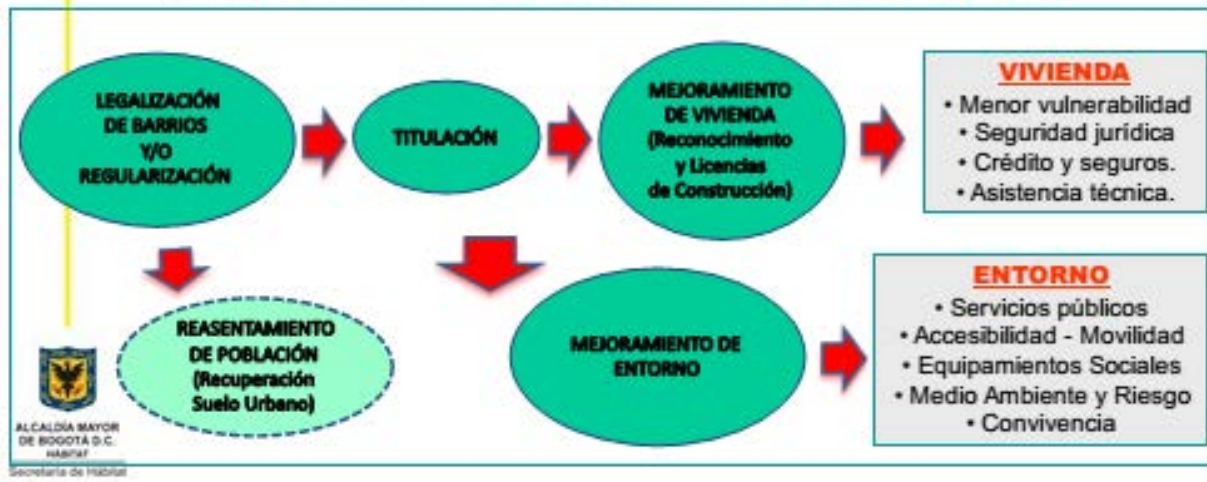 LEGALIZACIÓN
DE BARRIOS
Y/O
REGULARIZACIÓN
TITULACIÓN
MEJORAMIENTO
DE VIVIENDA
(Reconocimiento
y Licencias
de Construcción)
VIVIENDA
• Menor vulnerabilidad
• Seguridad jurídica
• Crédito y seguros.
• Asistencia técnica.
REASENTAMIENTO
DE POBLACIÓN
(Recuperación
Suelo Urbano)
MEJORAMIENTO DE
ENTORNO
ENTORNO
• Servicios públicos
• Accesibilidad - Movilidad
• Equipamientos Sociales
• Medio Ambiente y Riesgo
• Convivencia
ALCALDÍA MAYOR
DE BOGOTÁ D.C.
HÁBITAT
Secretaría de Hábitat